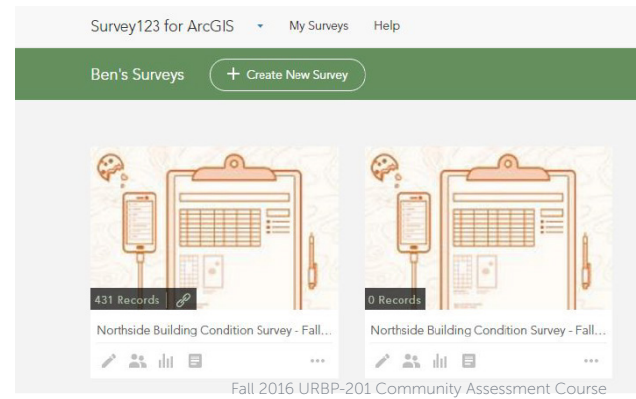 Survey123 for ArcGIS My Surveys Help
Ben's Surveys + Create New Survey
431 Records 0 Records
Northside Building Condition Survey - Fall... Northside Building Condition Survey - Fall...
Fall 2016 URBP-201 Community Assessment Course